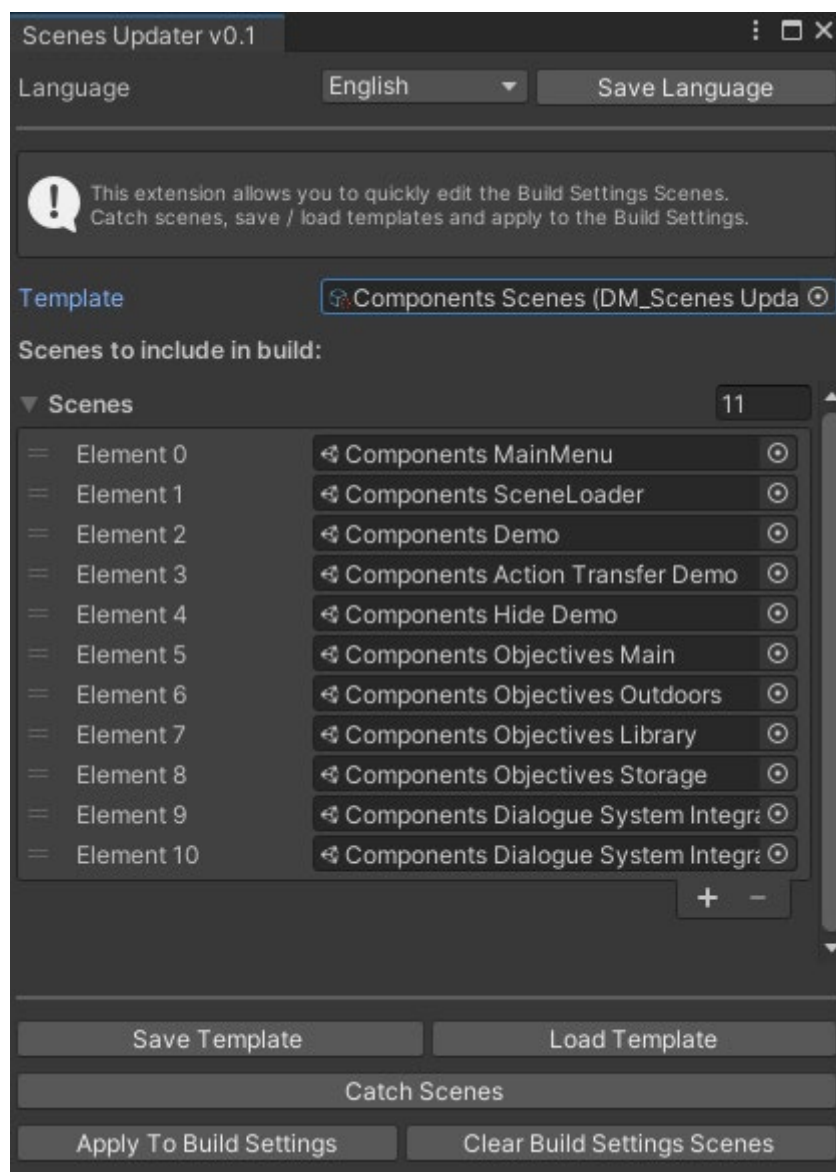 Scenes Updater v0.1
Language English Save Language
This extension allows you to quickly edit the Build Settings Scenes.
Catch scenes, save / load templates and apply to the Build Settings.
Template Components Scenes (DM_Scenes Upda
Scenes to include in build:
Scenes 11
Element 0 Components MainMenu
Element 1 Components SceneLoader
Element 2 Components Demo
Element 3 Components Action Transfer Demo
Element 4 Components Hide Demo
Element 5 Components Objectives Main
Element 6 Components Objectives Outdoors
Element 7 Components Objectives Library
Element 8 Components Objectives Storage
Element 9 Components Dialogue System Integra
Element 10 Components Dialogue System Integra
Save Template Load Template
Catch Scenes
Apply To Build Settings Clear Build Settings Scenes